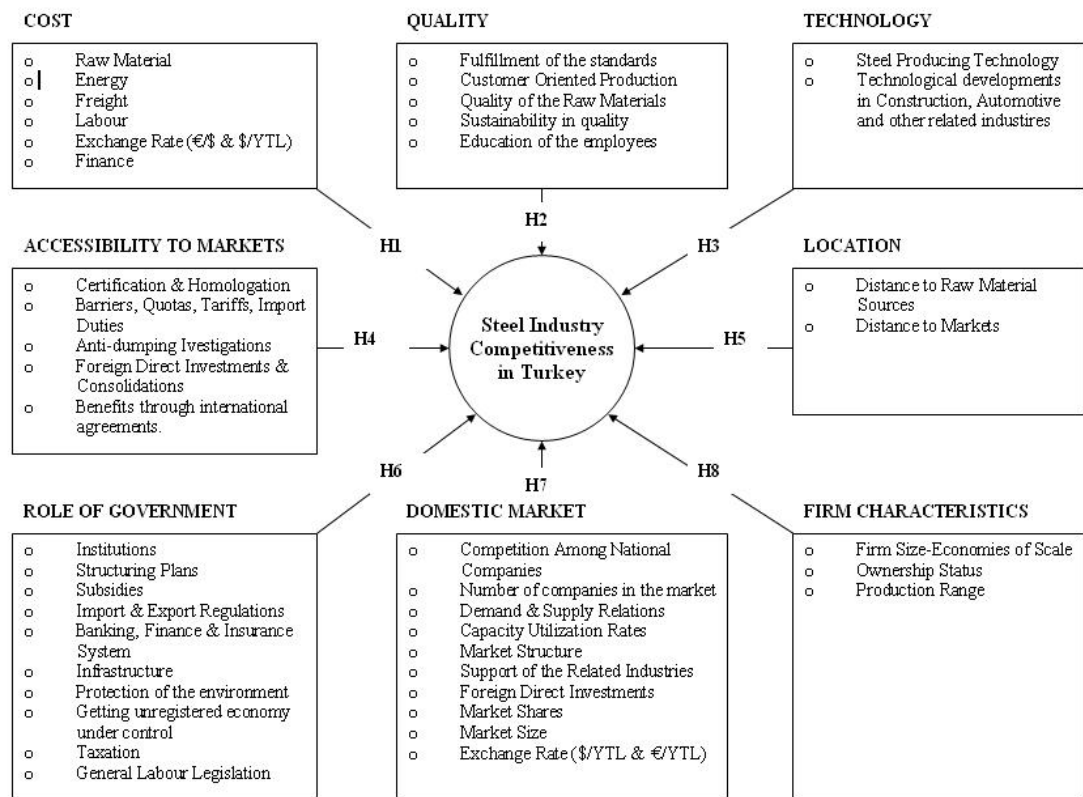 COST
o Raw Material
o Energy
o Freight
o Labour
o Exchange Rate (€/$ & $/YTL)
o Finance
QUALITY
o Fulfillment of the standards
o Customer Oriented Production
o Quality of the Raw Materials
o Sustainability in quality
o Education of the employees
TECHNOLOGY
o Steel Producing Technology
o Technological developments
in Construction, Automotive
and other related industires
H1
H2
H3
ACCESSIBILITY TO MARKETS
o Certification & Homologation
o Barriers, Quotas, Tariffs, Import
Duties
o Anti-dumping Ivestigations
o Foreign Direct Investments &
Consolidations
o Benefits through international
agreements.
H4
Steel Industry
Competitiveness
in Turkey
H5
LOCATION
o Distance to Raw Material
Sources
o Distance to Markets
H6
H7
H8
ROLE OF GOVERNMENT
o Institutions
o Structuring Plans
o Subsidies
o Import & Export Regulations
o Banking, Finance & Insurance
System
o Infrastructure
o Protection of the environment
o Getting unregistered economy
under control
o Taxation
o General Labour Legislation
DOMESTIC MARKET
o Competition Among National
Companies
o Number of companies in the market
o Demand & Supply Relations
o Capacity Utilization Rates
o Market Structure
o Support of the Related Industries
o Foreign Direct Investments
o Market Shares
o Market Size
o Exchange Rate ($/YTL & €/YTL)
FIRM CHARACTERISTICS
o Firm Size-Economies of Scale
o Ownership Status
o Production Range